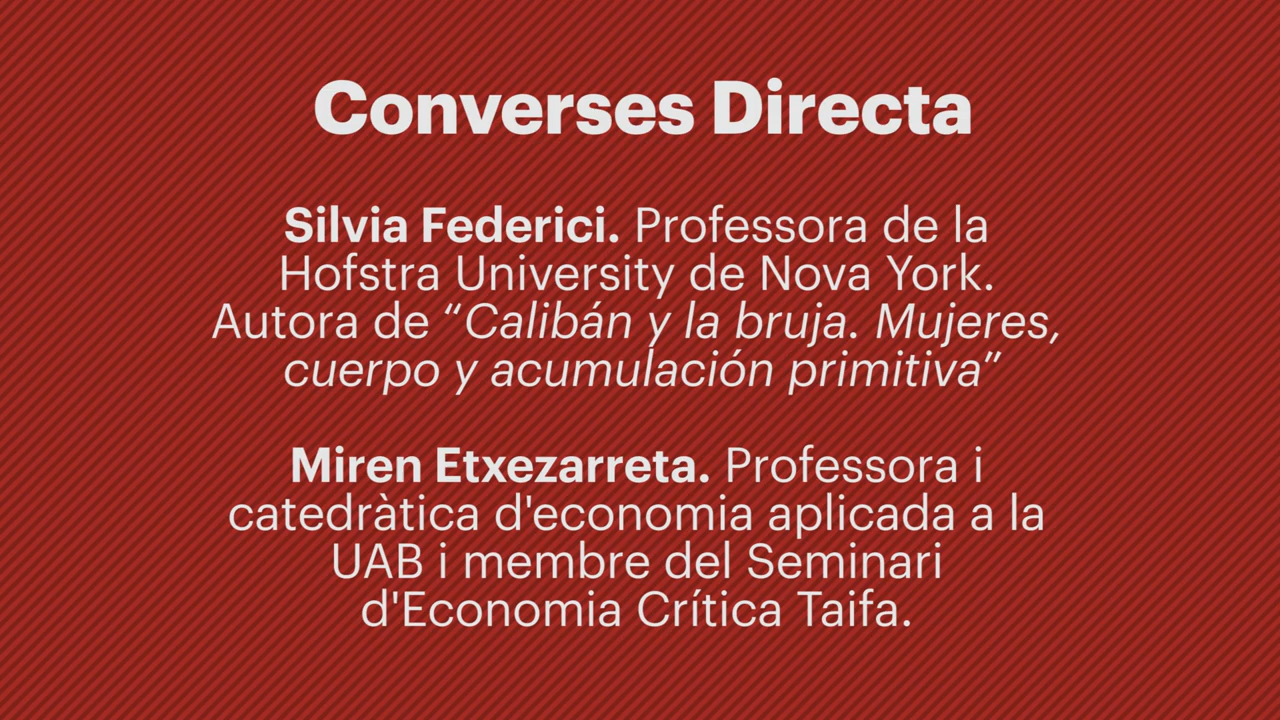 Converses Directa
Silvia Federici. Professora de la
Hofstra University de Nova York.
Autora de “Calibán y la bruja. Mujeres,
cuerpo y acumulación primitiva”
Miren Etxezarreta. Professora i
catedràtica d'economia aplicada a la
UAB i membre del Seminari
d'Economia Crítica Taifa.